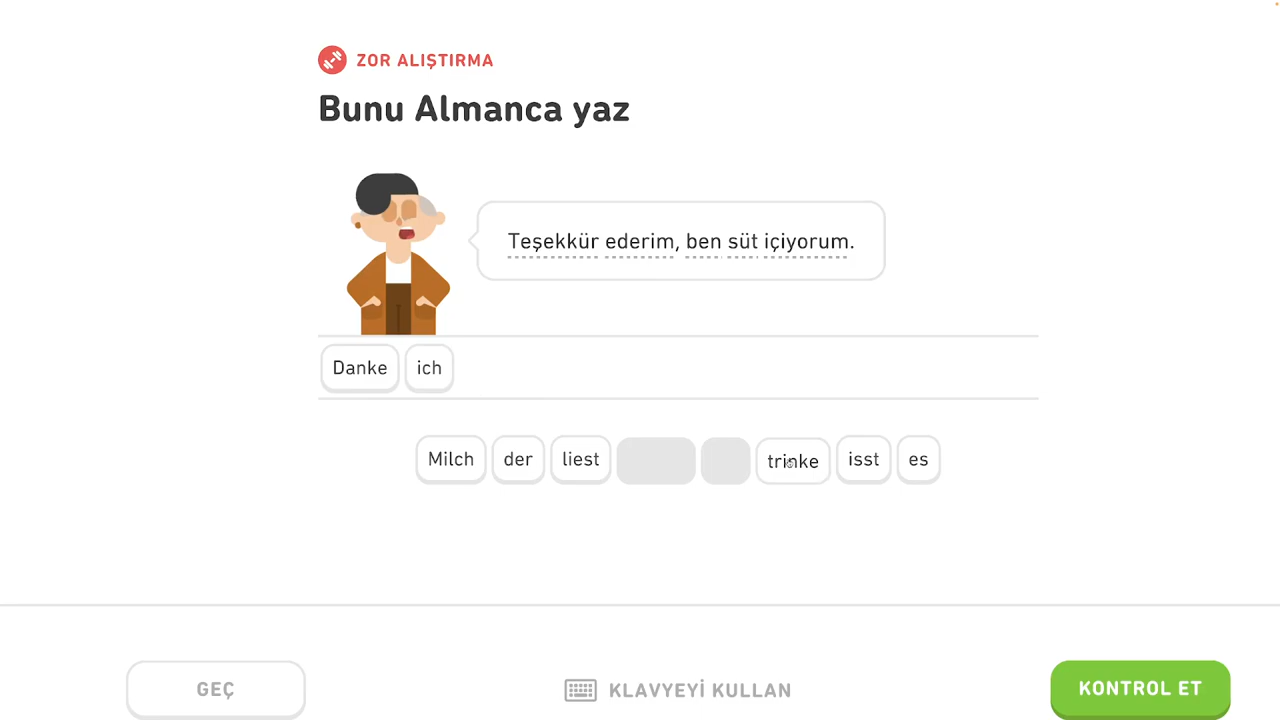 ZOR ALIŞTIRMA
Bunu Almanca yaz
Teşekkür ederim, ben süt içiyorum.
Danke ich
Milch der liest trinke isst es
GEÇ KLAVYEYİ KULLAN KONTROL ET